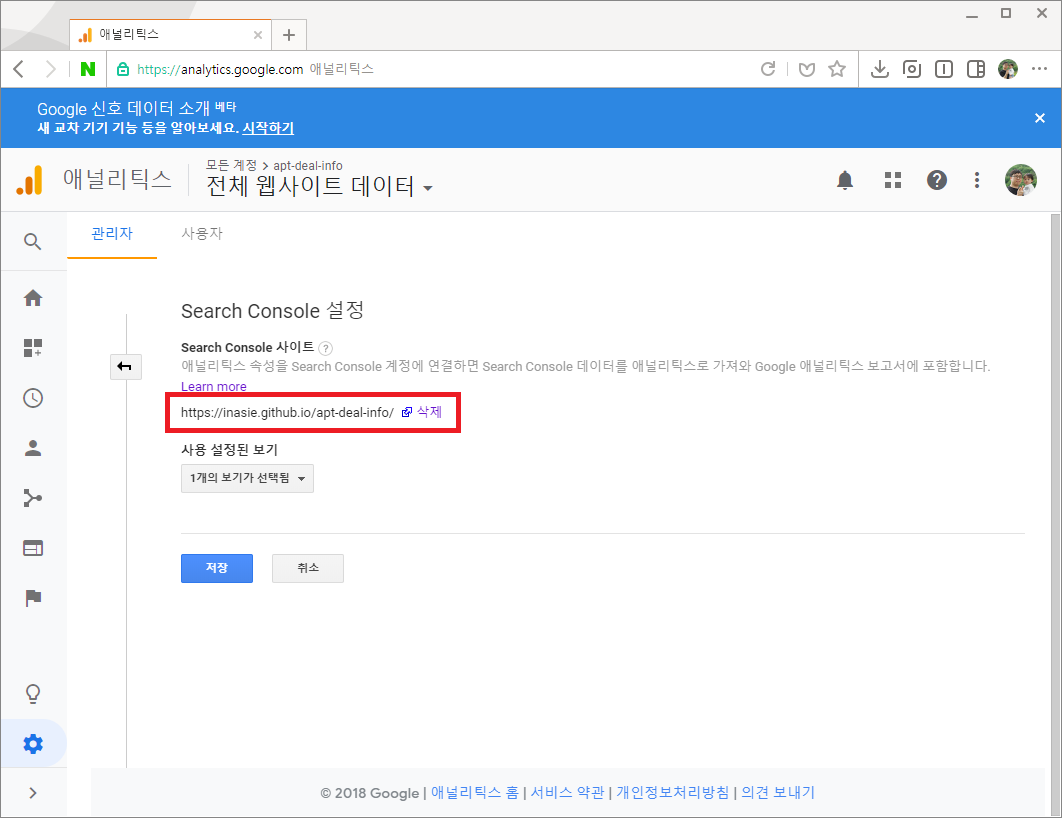 애널리틱스
N https://analytics.google.com 애널리틱스
Google 신호 데이터 소개 베타
새 교차 기기 기능 등을 알아보세요. 시작하기
애널리틱스
모든 계정 > apt-deal-info
전체 웹사이트 데이터
관리자 사용자
Search Console 설정
Search Console 사이트 ?
애널리틱스 속성을 Search Console 계정에 연결하면 Search Console 데이터를 애널리틱스로 가져와 Google 애널리틱스 보고서에 포함합니다.
Learn more
https://inasie.github.io/apt-deal-info/ 삭제
사용 설정된 보기
1개의 보기가 선택됨
저장 취소
© 2018 Google | 애널리틱스 홈 | 서비스 약관 | 개인정보처리방침 | 의견 보내기